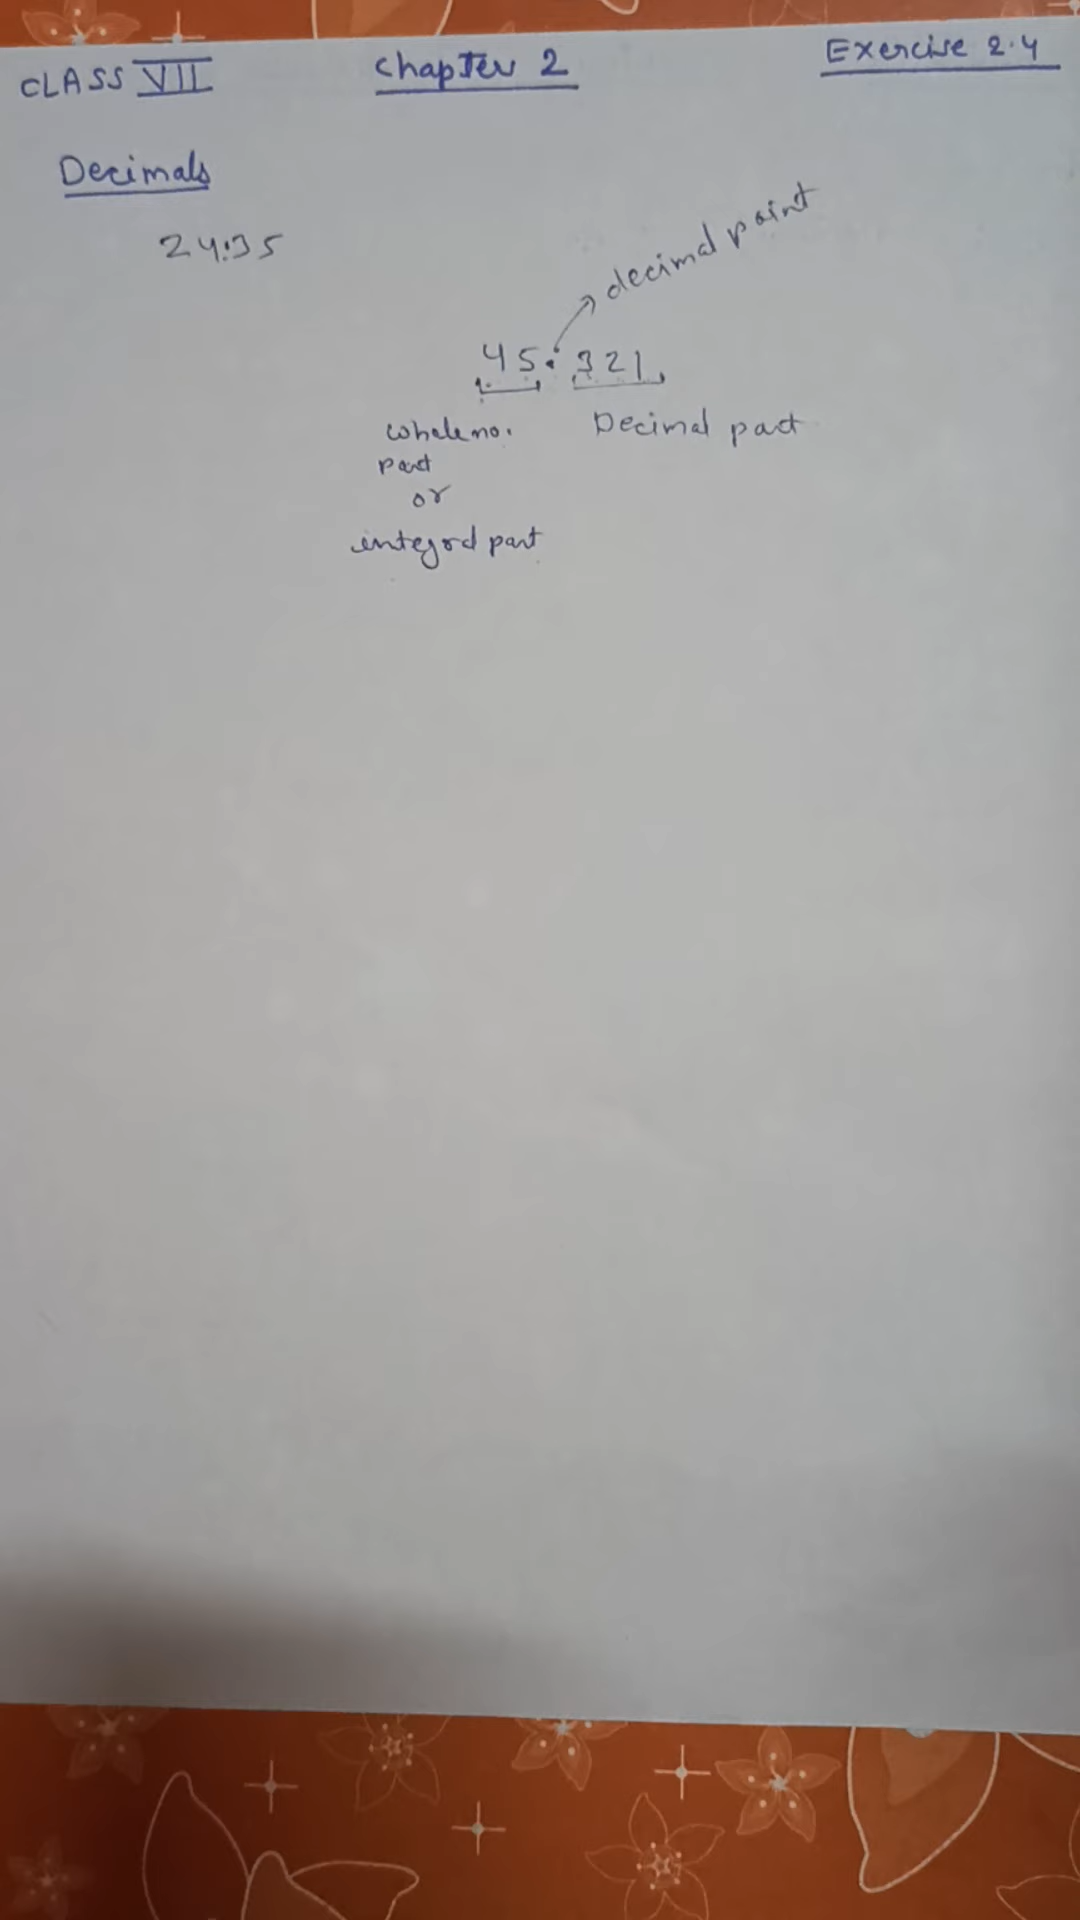 CLASS VII Chapter 2 Exercise 2.4
Decimals
24.35
decimal point
45.321
whole no. Decimal part
part
or
integral part